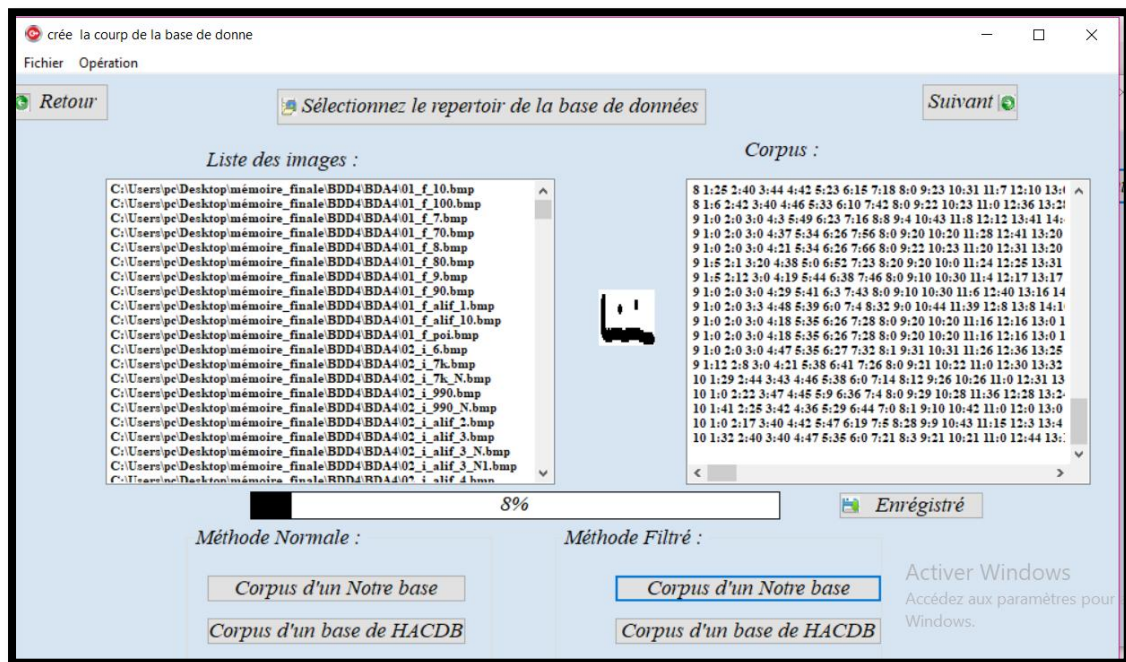 crée la courp de la base de donne
Fichier Opération
Retour
Sélectionnez le repertoir de la base de données
Suivant
Liste des images :
Corpus :
C:\Users\pc\Desktop\mémoire_finale\BDD4\BDA4\01_f_10.bmp
C:\Users\pc\Desktop\mémoire_finale\BDD4\BDA4\01_f_100.bmp
C:\Users\pc\Desktop\mémoire_finale\BDD4\BDA4\01_f_7.bmp
C:\Users\pc\Desktop\mémoire_finale\BDD4\BDA4\01_f_70.bmp
C:\Users\pc\Desktop\mémoire_finale\BDD4\BDA4\01_f_8.bmp
C:\Users\pc\Desktop\mémoire_finale\BDD4\BDA4\01_f_80.bmp
C:\Users\pc\Desktop\mémoire_finale\BDD4\BDA4\01_f_9.bmp
C:\Users\pc\Desktop\mémoire_finale\BDD4\BDA4\01_f_90.bmp
C:\Users\pc\Desktop\mémoire_finale\BDD4\BDA4\01_f_alif_1.bmp
C:\Users\pc\Desktop\mémoire_finale\BDD4\BDA4\01_f_alif_10.bmp
C:\Users\pc\Desktop\mémoire_finale\BDD4\BDA4\01_f_poi.bmp
C:\Users\pc\Desktop\mémoire_finale\BDD4\BDA4\02_i_6.bmp
C:\Users\pc\Desktop\mémoire_finale\BDD4\BDA4\02_i_7k.bmp
C:\Users\pc\Desktop\mémoire_finale\BDD4\BDA4\02_i_7k_N.bmp
C:\Users\pc\Desktop\mémoire_finale\BDD4\BDA4\02_i_990.bmp
C:\Users\pc\Desktop\mémoire_finale\BDD4\BDA4\02_i_990_N.bmp
C:\Users\pc\Desktop\mémoire_finale\BDD4\BDA4\02_i_alif_2.bmp
C:\Users\pc\Desktop\mémoire_finale\BDD4\BDA4\02_i_alif_3.bmp
C:\Users\pc\Desktop\mémoire_finale\BDD4\BDA4\02_i_alif_3_N.bmp
C:\Users\pc\Desktop\mémoire_finale\BDD4\BDA4\02_i_alif_3_N1.bmp
C:\Users\pc\Desktop\mémoire_finale\BDD4\BDA4\02_i_alif_4.bmp
8 1:25 2:40 3:44 4:42 5:23 6:15 7:18 8:0 9:23 10:31 11:7 12:10
8 1:6 2:42 3:40 4:46 5:33 6:10 7:42 8:0 9:22 10:23 11:0 12:36
9 1:0 2:0 3:0 4:3 5:49 6:23 7:16 8:8 9:4 10:43 11:8 12:12 13:41
9 1:0 2:0 3:0 4:37 5:34 6:26 7:56 8:0 9:20 10:20 11:28 12:41 13:20
9 1:0 2:0 3:0 4:21 5:34 6:26 7:66 8:0 9:22 10:23 11:20 12:31 13:20
9 1:5 2:1 3:20 4:38 5:0 6:52 7:23 8:20 9:20 10:0 11:24 12:25 13:31
9 1:5 2:12 3:0 4:19 5:44 6:38 7:46 8:0 9:10 10:30 11:4 12:17 13:17
9 1:0 2:0 3:0 4:29 5:41 6:3 7:43 8:0 9:10 10:30 11:6 12:40 13:16 14
9 1:0 2:0 3:3 4:48 5:39 6:0 7:4 8:32 9:0 10:44 11:39 12:8 13:8
9 1:0 2:0 3:0 4:18 5:35 6:26 7:28 8:0 9:20 10:20 11:16 12:16 13:0 1
9 1:0 2:0 3:0 4:18 5:35 6:26 7:28 8:0 9:20 10:20 11:16 12:16 13:0 1
9 1:0 2:0 3:0 4:47 5:35 6:27 7:32 8:1 9:31 10:31 11:26 12:36 13:25
9 1:12 2:8 3:0 4:21 5:38 6:41 7:26 8:0 9:21 10:22 11:0 12:30 13:32
10 1:29 2:44 3:43 4:46 5:38 6:0 7:14 8:12 9:26 10:26 11:0 12:31 13
10 1:0 2:22 3:47 4:45 5:9 6:36 7:4 8:0 9:29 10:28 11:36 12:28
10 1:41 2:25 3:42 4:36 5:29 6:44 7:0 8:1 9:10 10:42 11:0 12:0 13:0
10 1:0 2:17 3:40 4:42 5:47 6:19 7:5 8:28 9:9 10:43 11:15 12:3 13:4
10 1:32 2:40 3:40 4:47 5:35 6:0 7:21 8:3 9:21 10:21 11:0 12:44
8%
Enrégistré
Méthode Normale :
Méthode Filtré :
Corpus d'un Notre base
Corpus d'un Notre base
Corpus d'un base de HACDB
Corpus d'un base de HACDB
Activer Windows
Accédez aux paramètres pour
Windows.